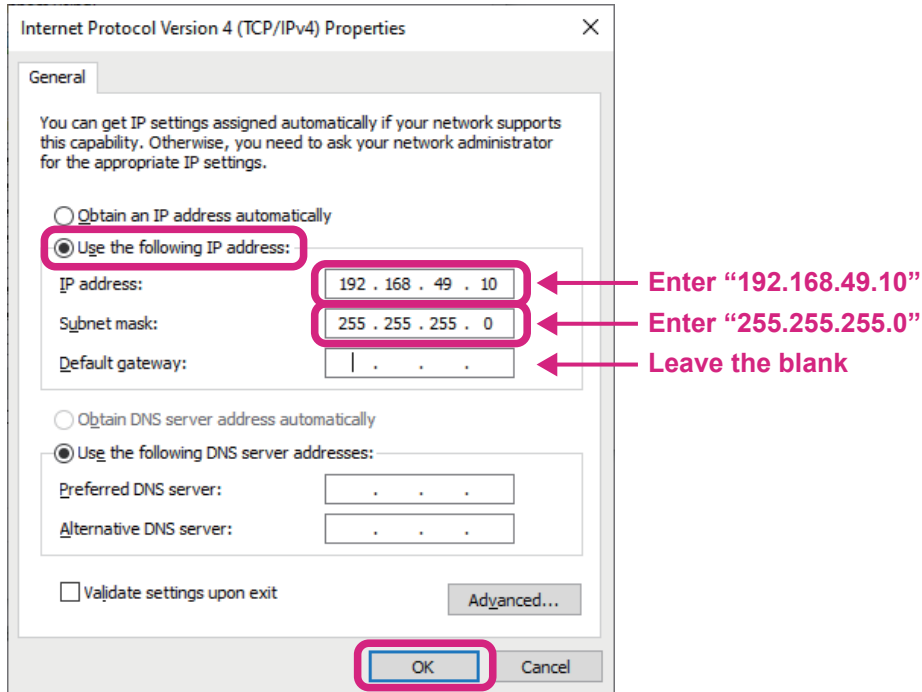 Internet Protocol Version 4 (TCP/IPv4) Properties
General
You can get IP settings assigned automatically if your network supports
this capability. Otherwise, you need to ask your network administrator
for the appropriate IP settings.
Obtain an IP address automatically
Use the following IP address:
IP address: 192 . 168 . 49 . 10 Enter “192.168.49.10”
Subnet mask: 255 . 255 . 255 . 0 Enter “255.255.255.0”
Default gateway: . . . Leave the blank
Obtain DNS server address automatically
Use the following DNS server addresses:
Preferred DNS server: . . .
Alternative DNS server: . . .
Validate settings upon exit
Advanced...
OK Cancel